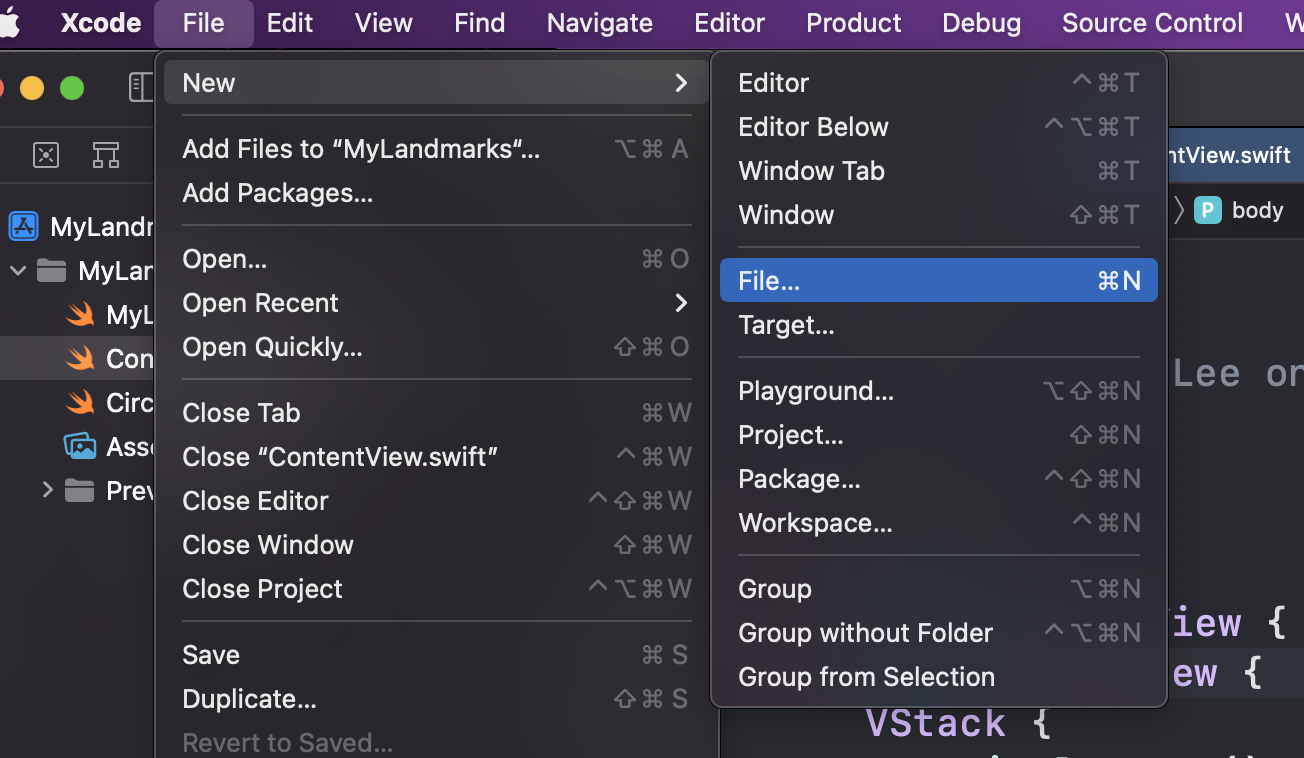 Xcode File Edit View Find Navigate Editor Product Debug Source Control W
New
Add Files to “MyLandmarks“... ⌥⌘A
Add Packages...
Open... ⌘O
Open Recent
Open Quickly... ⇧⌘O
Close Tab ⌘W
Close “ContentView.swift” ^⌘W
Close Editor ^⇧⌘W
Close Window ⇧⌘W
Close Project ^⌥⌘W
Save ⌘S
Duplicate... ⇧⌘S
Revert to Saved...
Editor ^⌘T
Editor Below ^⌥⌘T
Window Tab ⌘T
Window ⇧⌘T
File... ⌘N
Target...
Playground... ⌥⇧⌘N
Project... ⇧⌘N
Package... ^⇧⌘N
Workspace... ^⌘N
Group ⌥⌘N
Group without Folder ^⌥⌘N
Group from Selection
MyLandr
MyLan
MyL
Con
Circ
Asse
Prev
ntView.swift
P body
Lee on
iew {
ew {
VStack {